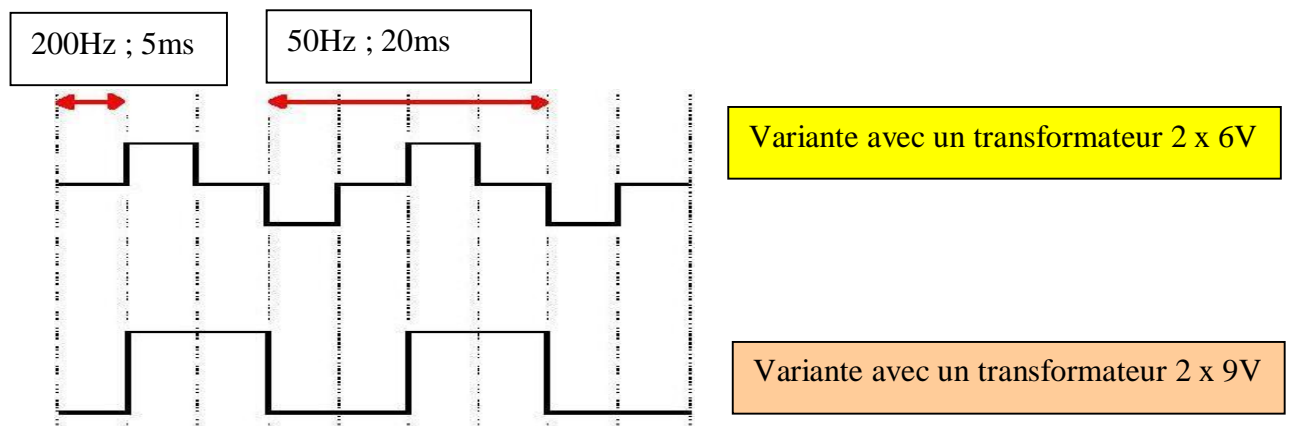 200Hz ; 5ms
50Hz ; 20ms
Variante avec un transformateur 2 x 6V
Variante avec un transformateur 2 x 9V